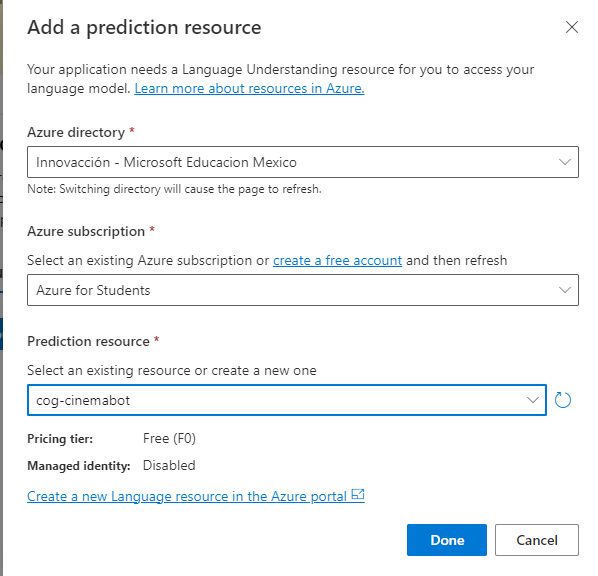 Add a prediction resource
Your application needs a Language Understanding resource for you to access your
language model. Learn more about resources in Azure.
Azure directory *
Innovacción - Microsoft Educacion Mexico
Note: Switching directory will cause the page to refresh.
Azure subscription *
Select an existing Azure subscription or create a free account and then refresh
Azure for Students
Prediction resource *
Select an existing resource or create a new one
cog-cinemabot
Pricing tier: Free (F0)
Managed identity: Disabled
Create a new Language resource in the Azure portal
Done Cancel